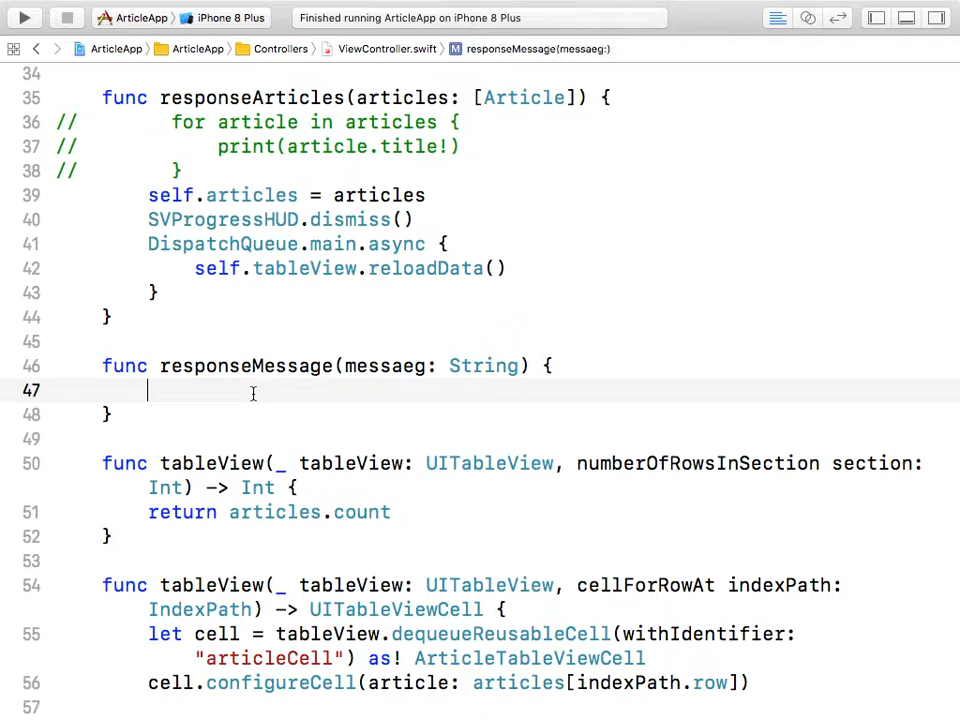 ArticleApp iPhone 8 Plus Finished running ArticleApp on iPhone 8 Plus
ArticleApp ArticleApp Controllers ViewController.swift M responseMessage(messaeg:)
34
35 func responseArticles(articles: [Article]) {
36 // for article in articles {
37 // print(article.title!)
38 // }
39 self.articles = articles
40 SVProgressHUD.dismiss()
41 DispatchQueue.main.async {
42 self.tableView.reloadData()
43 }
44 }
45
46 func responseMessage(messaeg: String) {
47
48 }
49
50 func tableView(_ tableView: UITableView, numberOfRowsInSection section:
Int) -> Int {
51 return articles.count
52 }
53
54 func tableView(_ tableView: UITableView, cellForRowAt indexPath:
IndexPath) -> UITableViewCell {
55 let cell = tableView.dequeueReusableCell(withIdentifier:
"articleCell") as! ArticleTableViewCell
56 cell.configureCell(article: articles[indexPath.row])
57